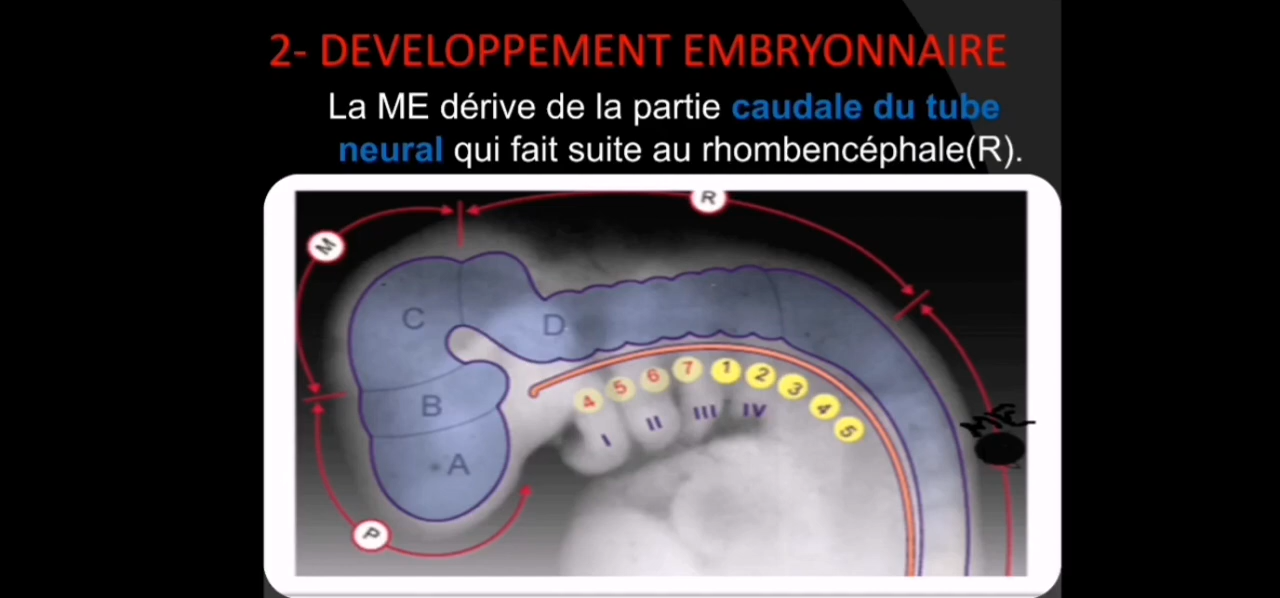 2- DEVELOPPEMENT EMBRYONNAIRE
La ME dérive de la partie caudale du tube
neural qui fait suite au rhombencéphale(R).
R
M
C
D
B
A
P
4 5 6 7 1 2 3 4 5
I II III IV
ME